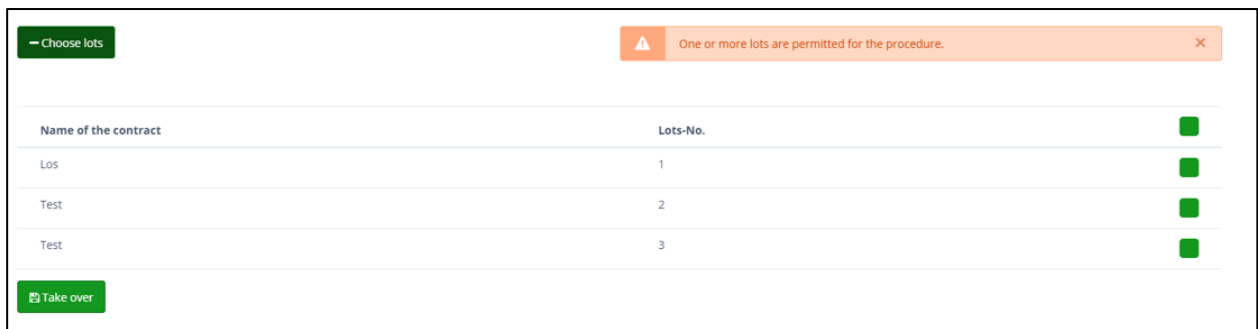 Choose lots
One or more lots are permitted for the procedure.
Name of the contract Lots-No.
Los 1
Test 2
Test 3
Take over